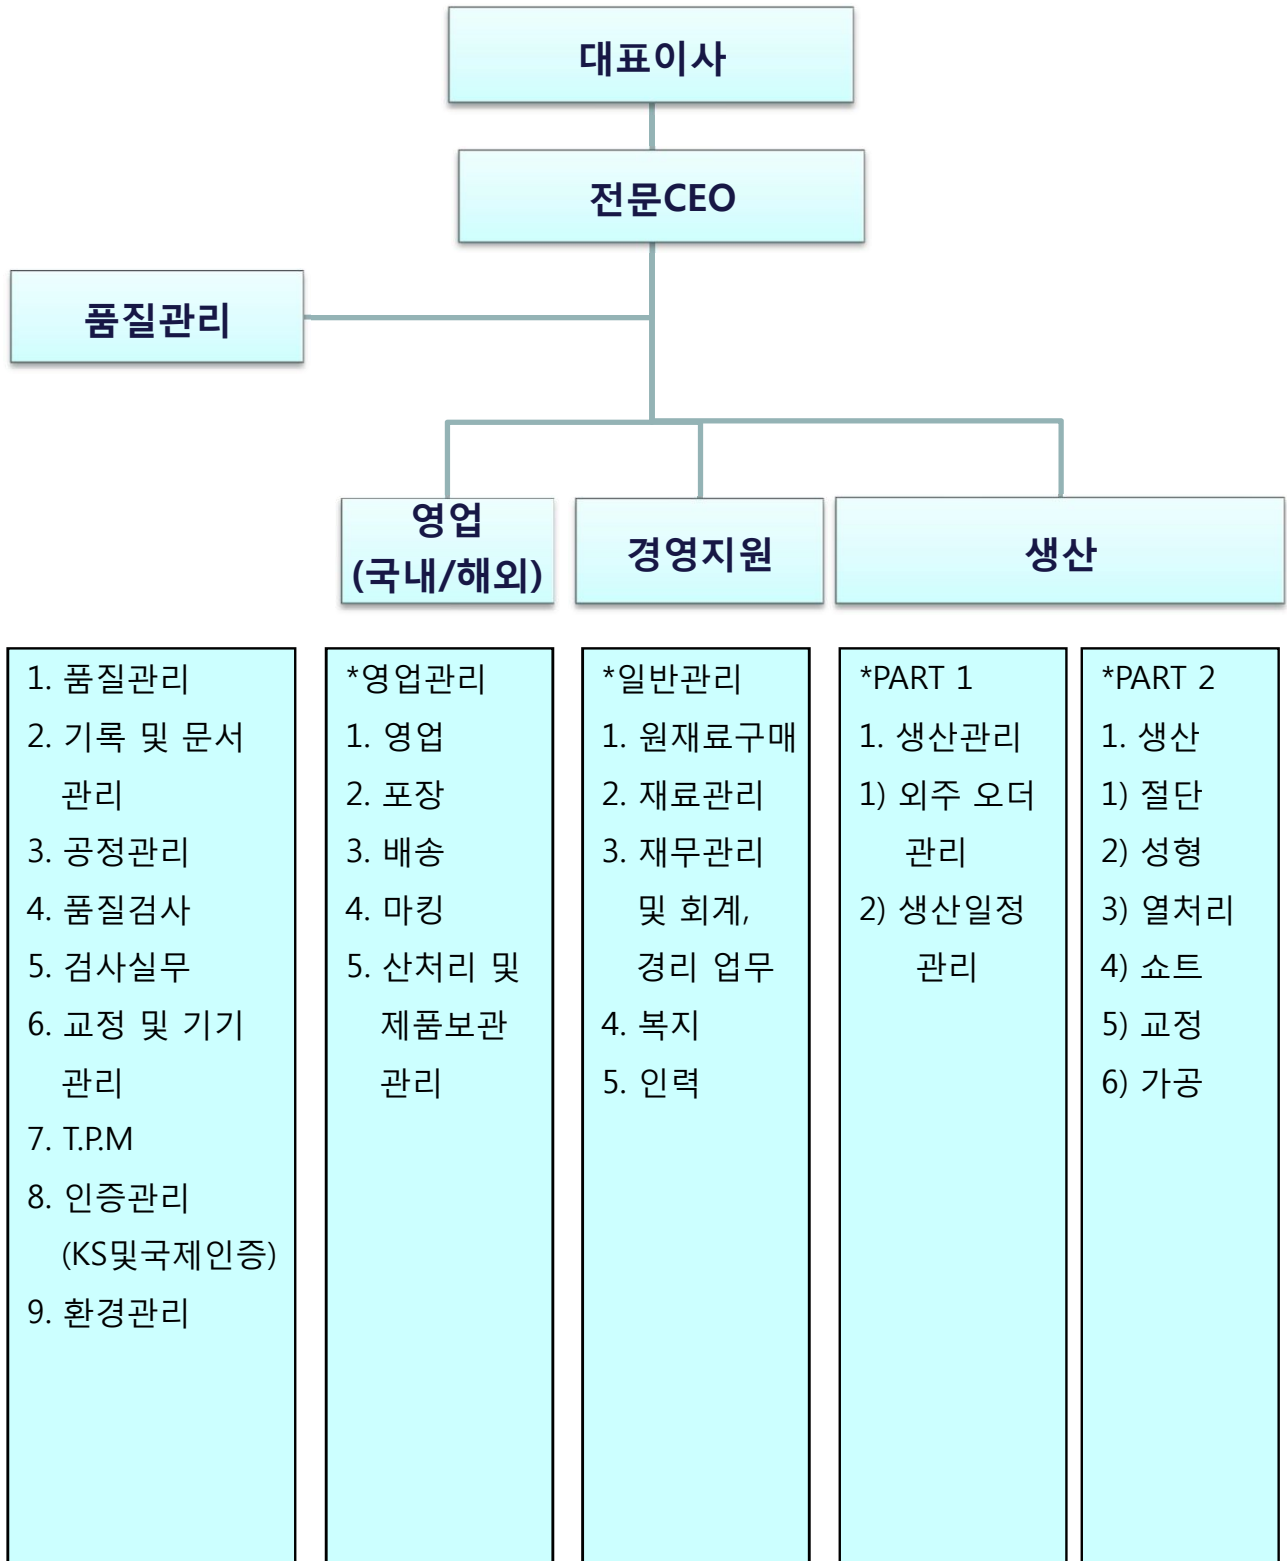 대표이사
전문CEO
품질관리
영업
(국내/해외)
경영지원
생산
1. 품질관리
2. 기록 및 문서
관리
3. 공정관리
4. 품질검사
5. 검사실무
6. 교정 및 기기
관리
7. T.P.M
8. 인증관리
(KS및국제인증)
9. 환경관리
*영업관리
1. 영업
2. 포장
3. 배송
4. 마킹
5. 산처리 및
제품보관
관리
*일반관리
1. 원재료구매
2. 재료관리
3. 재무관리
및 회계,
경리 업무
4. 복지
5. 인력
*PART 1
1. 생산관리
1) 외주 오더
관리
2) 생산일정
관리
*PART 2
1. 생산
1) 절단
2) 성형
3) 열처리
4) 쇼트
5) 교정
6) 가공